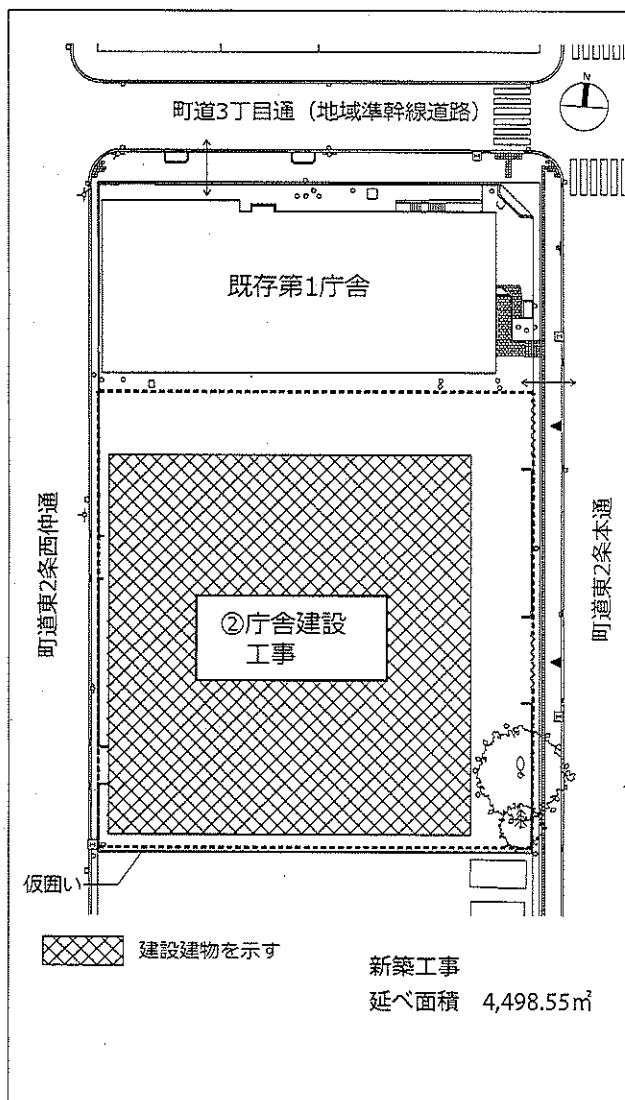 N
町道3丁目通（地域準幹線道路）
既存第1庁舎
町道東2条西仲通
町道東2条本通
②庁舎建設
工事
仮囲い
建設建物を示す
新築工事
延べ面積 4,498.55㎡